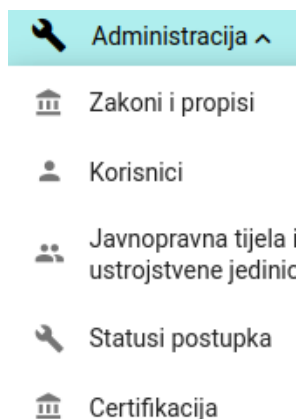 Administracija
Zakoni i propisi
Korisnici
Javnopravna tijela i
ustrojstvene jedinic
Statusi postupka
Certifikacija